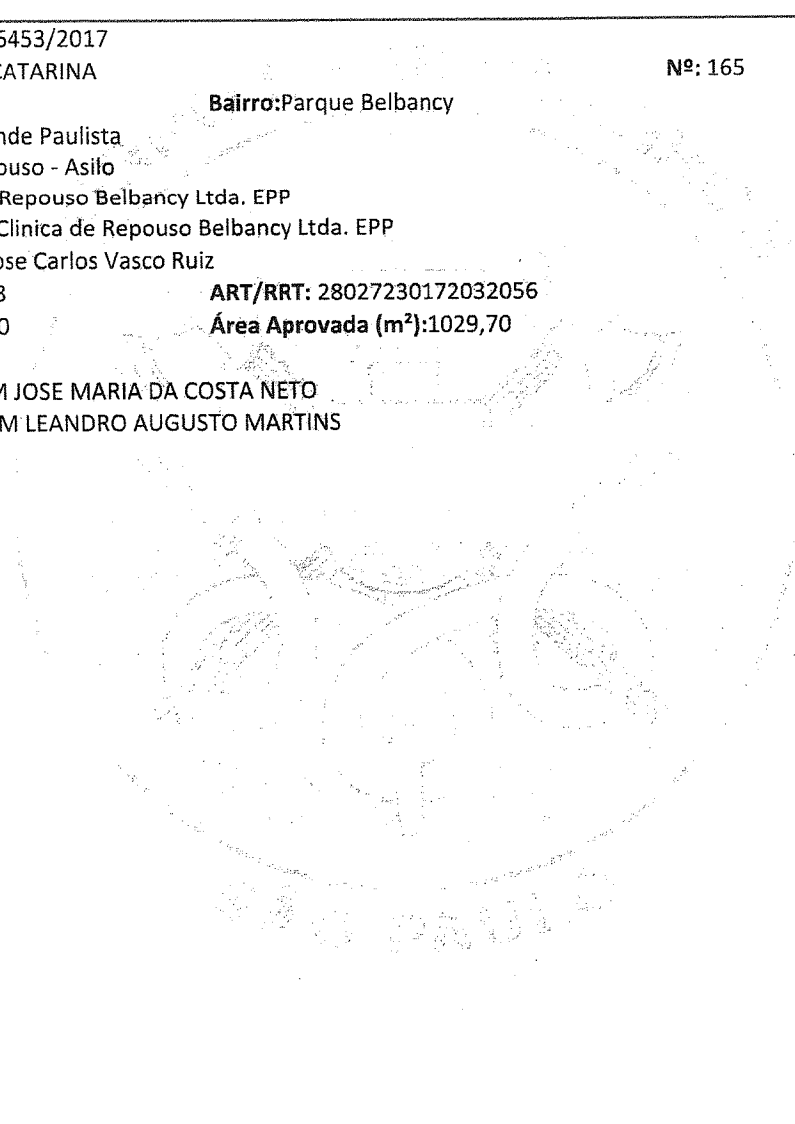 5453/2017
CATARINA Nº: 165
Bairro:Parque Belbancy
nde Paulista
ouso - Asilo
Repouso Belbancy Ltda. EPP
Clinica de Repouso Belbancy Ltda. EPP
ose Carlos Vasco Ruiz
3 ART/RRT: 28027230172032056
0 Área Aprovada (m²):1029,70
M JOSE MARIA DA COSTA NETO
M LEANDRO AUGUSTO MARTINS
SÃO PAULO